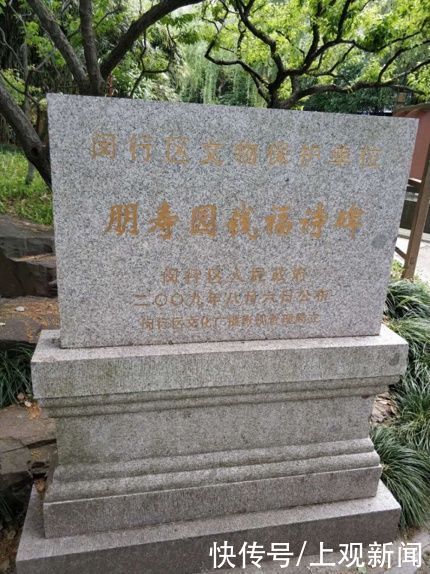 闵行区文物保护单位
朋寿园我福诗碑
闵行区人民政府
二〇〇九年八月六日公布
闵行区文化广播影视管理局立
快传号/上观新闻